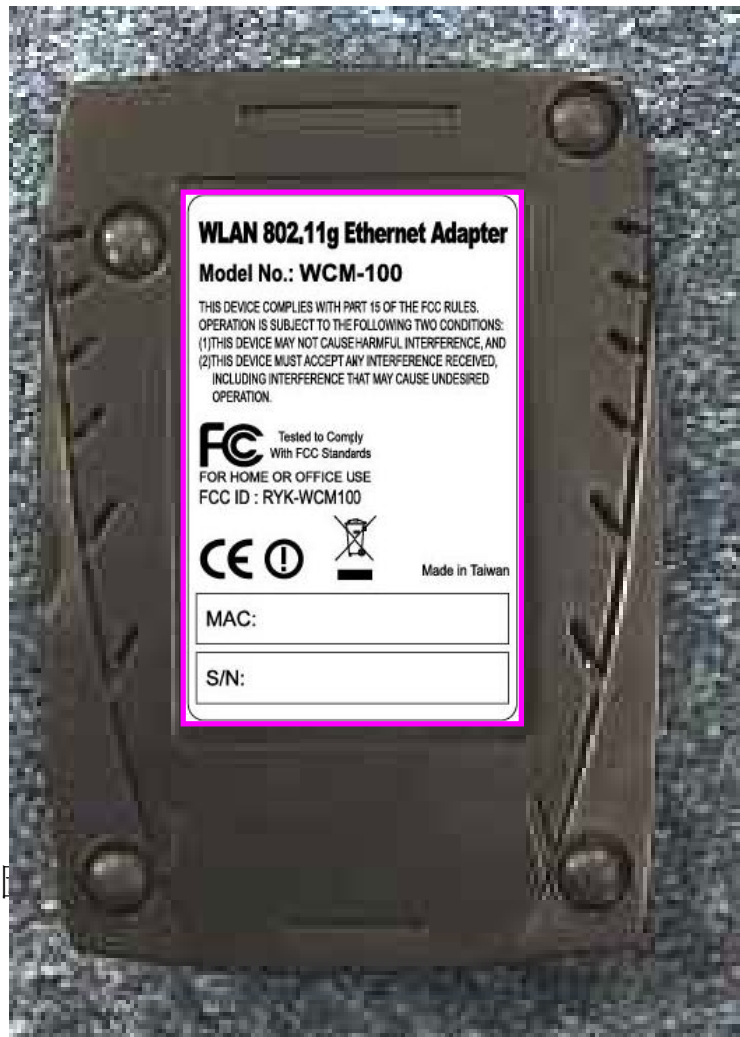 WLAN 802.11g Ethernet Adapter
Model No.: WCM-100
THIS DEVICE COMPLIES WITH PART 15 OF THE FCC RULES.
OPERATION IS SUBJECT TO THE FOLLOWING TWO CONDITIONS:
(1)THIS DEVICE MAY NOT CAUSE HARMFUL INTERFERENCE, AND
(2)THIS DEVICE MUST ACCEPT ANY INTERFERENCE RECEIVED,
INCLUDING INTERFERENCE THAT MAY CAUSE UNDESIRED
OPERATION.
FC Tested to Comply
With FCC Standards
FOR HOME OR OFFICE USE
FCC ID : RYK-WCM100
CE
Made in Taiwan
MAC:
S/N: